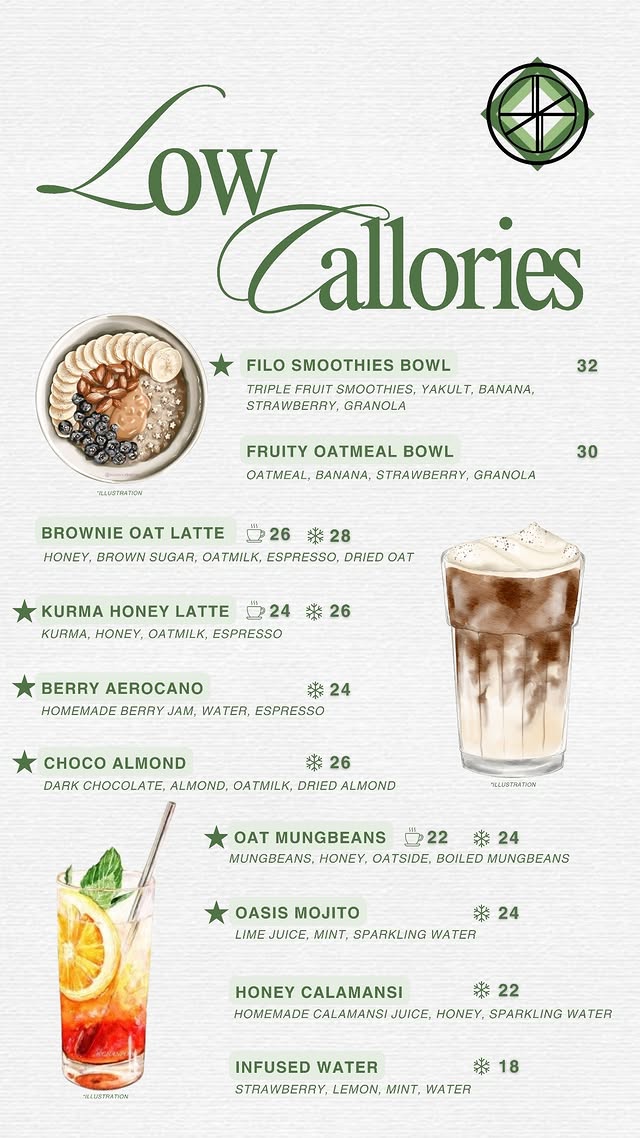 Low
Callories
FILO SMOOTHIES BOWL 32
TRIPLE FRUIT SMOOTHIES, YAKULT, BANANA,
STRAWBERRY, GRANOLA
FRUITY OATMEAL BOWL 30
OATMEAL, BANANA, STRAWBERRY, GRANOLA
*ILLUSTRATION
BROWNIE OAT LATTE 26 28
HONEY, BROWN SUGAR, OATMILK, ESPRESSO, DRIED OAT
KURMA HONEY LATTE 24 26
KURMA, HONEY, OATMILK, ESPRESSO
BERRY AEROCANO 24
HOMEMADE BERRY JAM, WATER, ESPRESSO
CHOCO ALMOND 26
DARK CHOCOLATE, ALMOND, OATMILK, DRIED ALMOND
*ILLUSTRATION
OAT MUNGBEANS 22 24
MUNGBEANS, HONEY, OATSIDE, BOILED MUNGBEANS
OASIS MOJITO 24
LIME JUICE, MINT, SPARKLING WATER
HONEY CALAMANSI 22
HOMEMADE CALAMANSI JUICE, HONEY, SPARKLING WATER
INFUSED WATER 18
STRAWBERRY, LEMON, MINT, WATER
*ILLUSTRATION